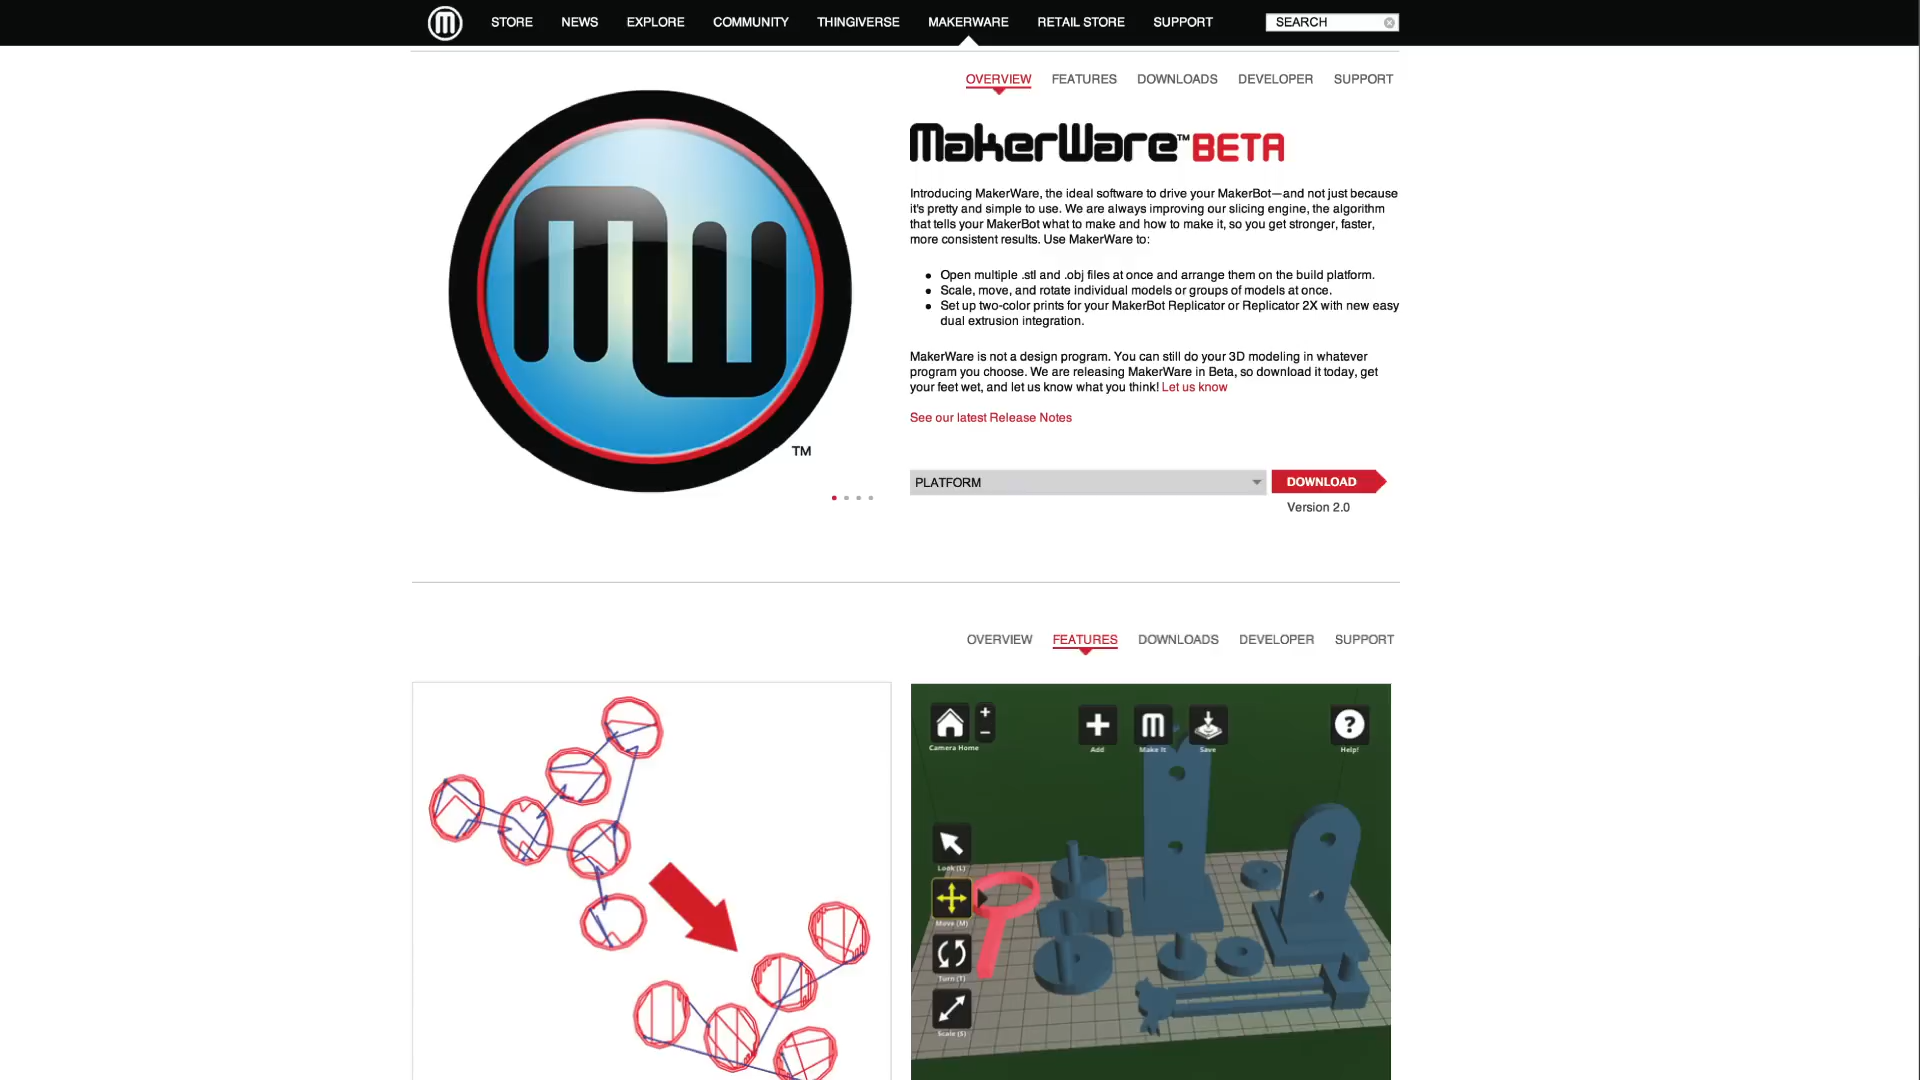 STORE NEWS EXPLORE COMMUNITY THINGIVERSE MAKERWARE RETAIL STORE SUPPORT SEARCH
OVERVIEW FEATURES DOWNLOADS DEVELOPER SUPPORT
MakerWare™ BETA
Introducing MakerWare, the ideal software to drive your MakerBot—and not just because
it's pretty and simple to use. We are always improving our slicing engine, the algorithm
that tells your MakerBot what to make and how to make it, so you get stronger, faster,
more consistent results. Use MakerWare to:
Open multiple .stl and .obj files at once and arrange them on the build platform.
Scale, move, and rotate individual models or groups of models at once.
Set up two-color prints for your MakerBot Replicator or Replicator 2X with new easy
dual extrusion integration.
MakerWare is not a design program. You can still do your 3D modeling in whatever
program you choose. We are releasing MakerWare in Beta, so download it today, get
your feet wet, and let us know what you think! Let us know
See our latest Release Notes
TM
PLATFORM DOWNLOAD
Version 2.0
OVERVIEW FEATURES DOWNLOADS DEVELOPER SUPPORT
Camera Home
+
−
Add
Make It
Save
?
Help!
Look (L)
Move (M)
Turn (T)
Scale (S)